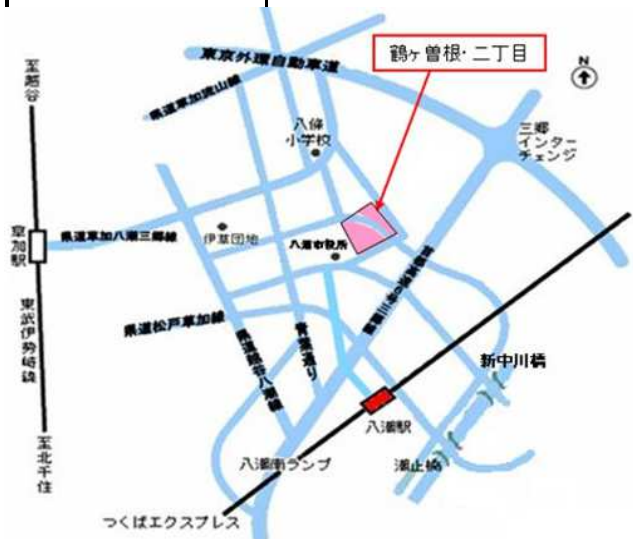 鶴ヶ曽根・二丁目
東京外環自動車道
至越谷
県道草加流山線
N
八條
小学校
三郷
インター
チェンジ
県道草加八潮三郷線
伊草団地
八潮市役所
草加駅
東武伊勢崎線
県道松戸草加線
県道越谷八潮線
青葉通り
新中川橋
八潮駅
至北千住
八潮南ランプ
潮止橋
つくばエクスプレス